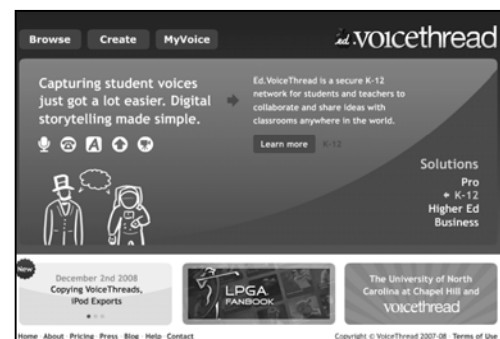 Browse Create MyVoice
ed.voicethread
Capturing student voices
just got a lot easier. Digital
storytelling made simple.
Ed.VoiceThread is a secure K-12
network for students and teachers to
collaborate and share ideas with
classrooms anywhere in the world.
A
Learn more K-12
Solutions
Pro
K-12
Higher Ed
Business
New
December 2nd 2008
Copying VoiceThreads,
iPod Exports
LPGA
FANBOOK
The University of North
Carolina at Chapel Hill and
voicethread
Home · About · Pricing · Press · Blog · Help · Contact
Copyright © VoiceThread 2007-08 · Terms of Use